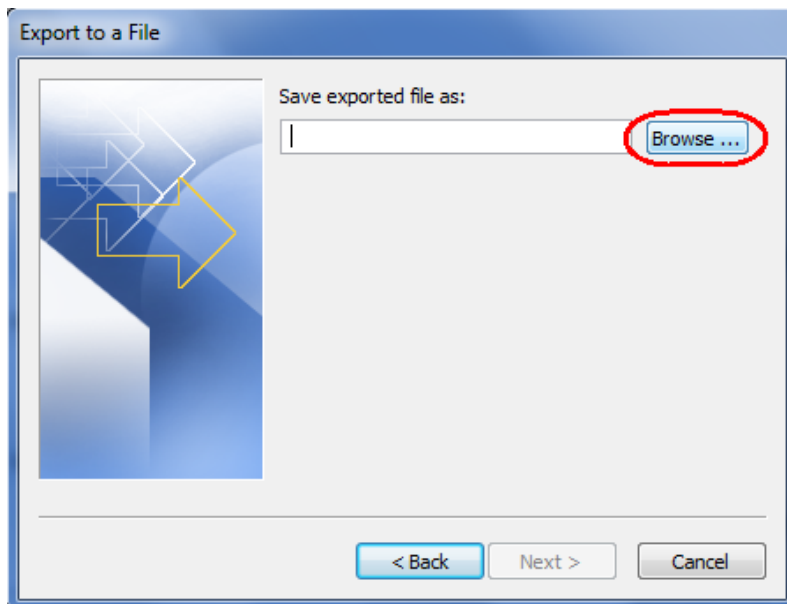 Export to a File
Save exported file as:
Browse ...
< Back
Next >
Cancel